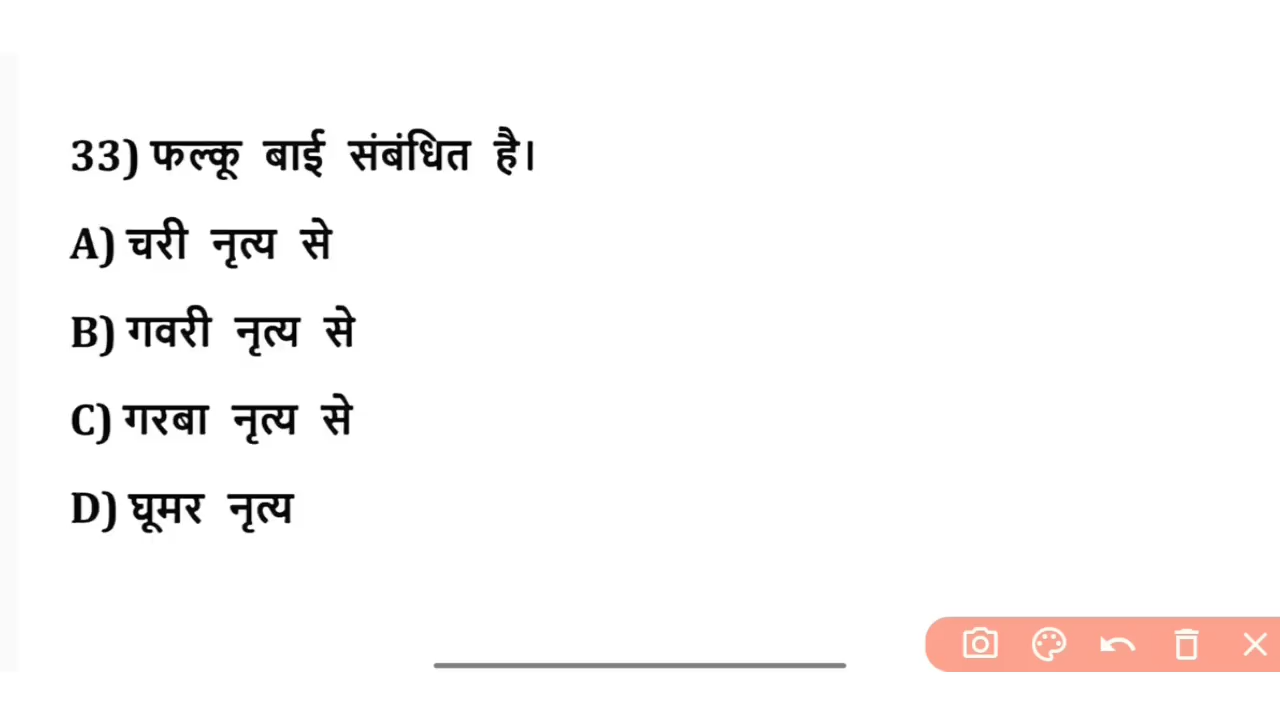 33) फल्कू बाई संबंधित है।
A) चरी नृत्य से
B) गवरी नृत्य से
C) गरबा नृत्य से
D) घूमर नृत्य